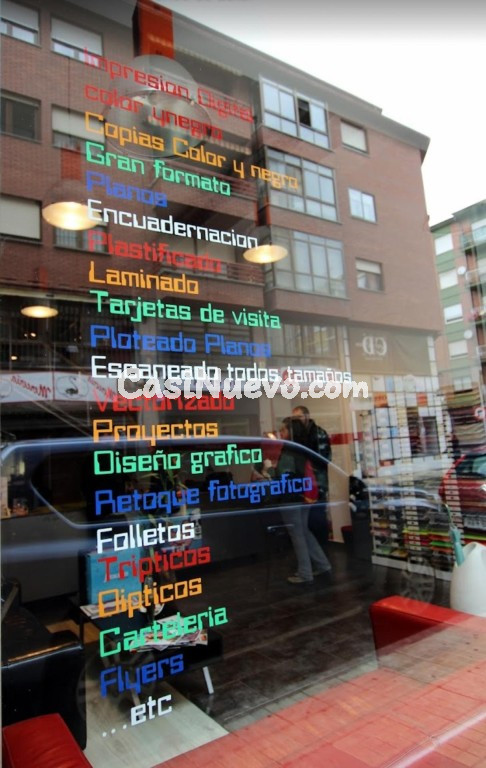 Impresion Digital
color y negro
Copias Color y negro
Gran formato
Planos
Encuadernacion
Plastificado
Laminado
Tarjetas de visita
Ploteado Planos
Escaneado todos tamaños
CasiNuevo.com
Vectorizado
Proyectos
Diseño grafico
Retoque fotografico
Folletos
Tripticos
Dipticos
Carteleria
Flyers
...etc